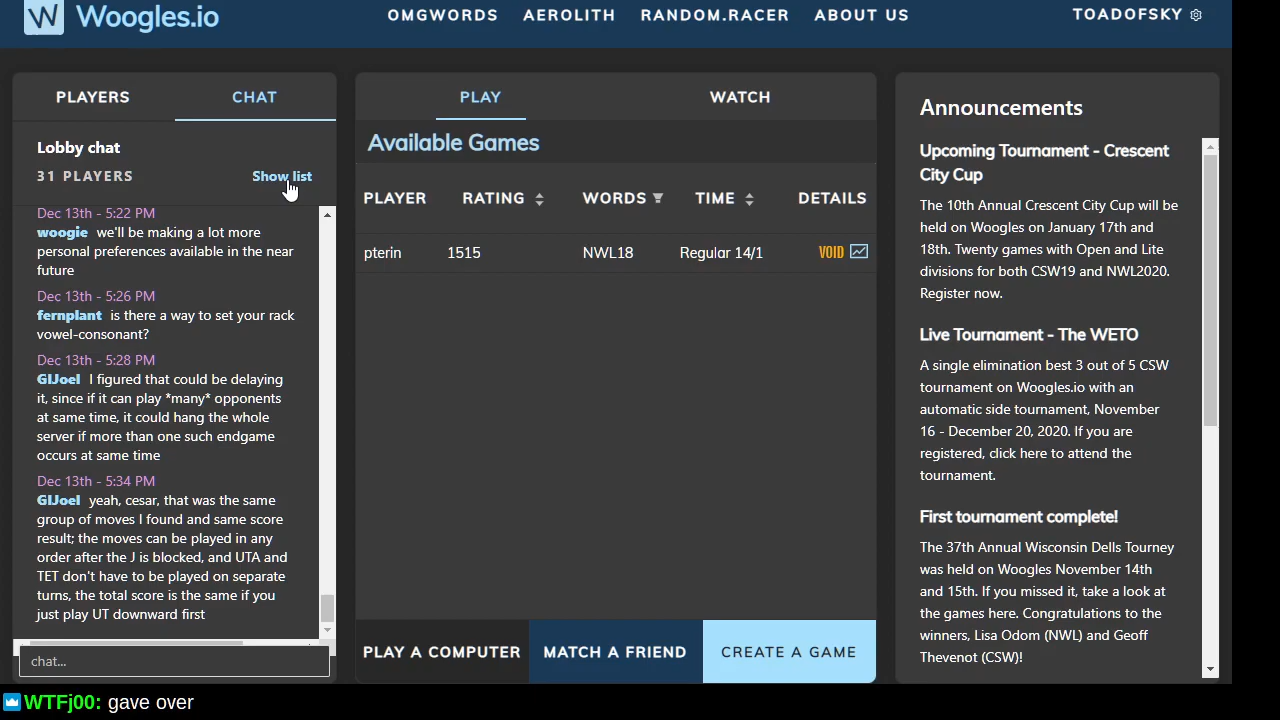 W Woogles.io
OMGWORDS AEROLITH RANDOM.RACER ABOUT US
TOADOFSKY
PLAYERS CHAT
Lobby chat
31 PLAYERS Show list
Dec 13th - 5:22 PM
woogie we'll be making a lot more
personal preferences available in the near
future
Dec 13th - 5:26 PM
fernplant is there a way to set your rack
vowel-consonant?
Dec 13th - 5:28 PM
GIJoel I figured that could be delaying
it, since if it can play *many* opponents
at same time, it could hang the whole
server if more than one such endgame
occurs at same time
Dec 13th - 5:34 PM
GIJoel yeah, cesar, that was the same
group of moves I found and same score
result; the moves can be played in any
order after the J is blocked, and UTA and
TET don't have to be played on separate
turns, the total score is the same if you
just play UT downward first
chat...
PLAY WATCH
Available Games
PLAYER RATING WORDS TIME DETAILS
pterin 1515 NWL18 Regular 14/1 VOID
PLAY A COMPUTER MATCH A FRIEND CREATE A GAME
Announcements
Upcoming Tournament - Crescent
City Cup
The 10th Annual Crescent City Cup will be
held on Woogles on January 17th and
18th. Twenty games with Open and Lite
divisions for both CSW19 and NWL2020.
Register now.
Live Tournament - The WETO
A single elimination best 3 out of 5 CSW
tournament on Woogles.io with an
automatic side tournament, November
16 - December 20, 2020. If you are
registered, click here to attend the
tournament.
First tournament complete!
The 37th Annual Wisconsin Dells Tourney
was held on Woogles November 14th
and 15th. If you missed it, take a look at
the games here. Congratulations to the
winners, Lisa Odom (NWL) and Geoff
Thevenot (CSW)!
WTFj00: gave over